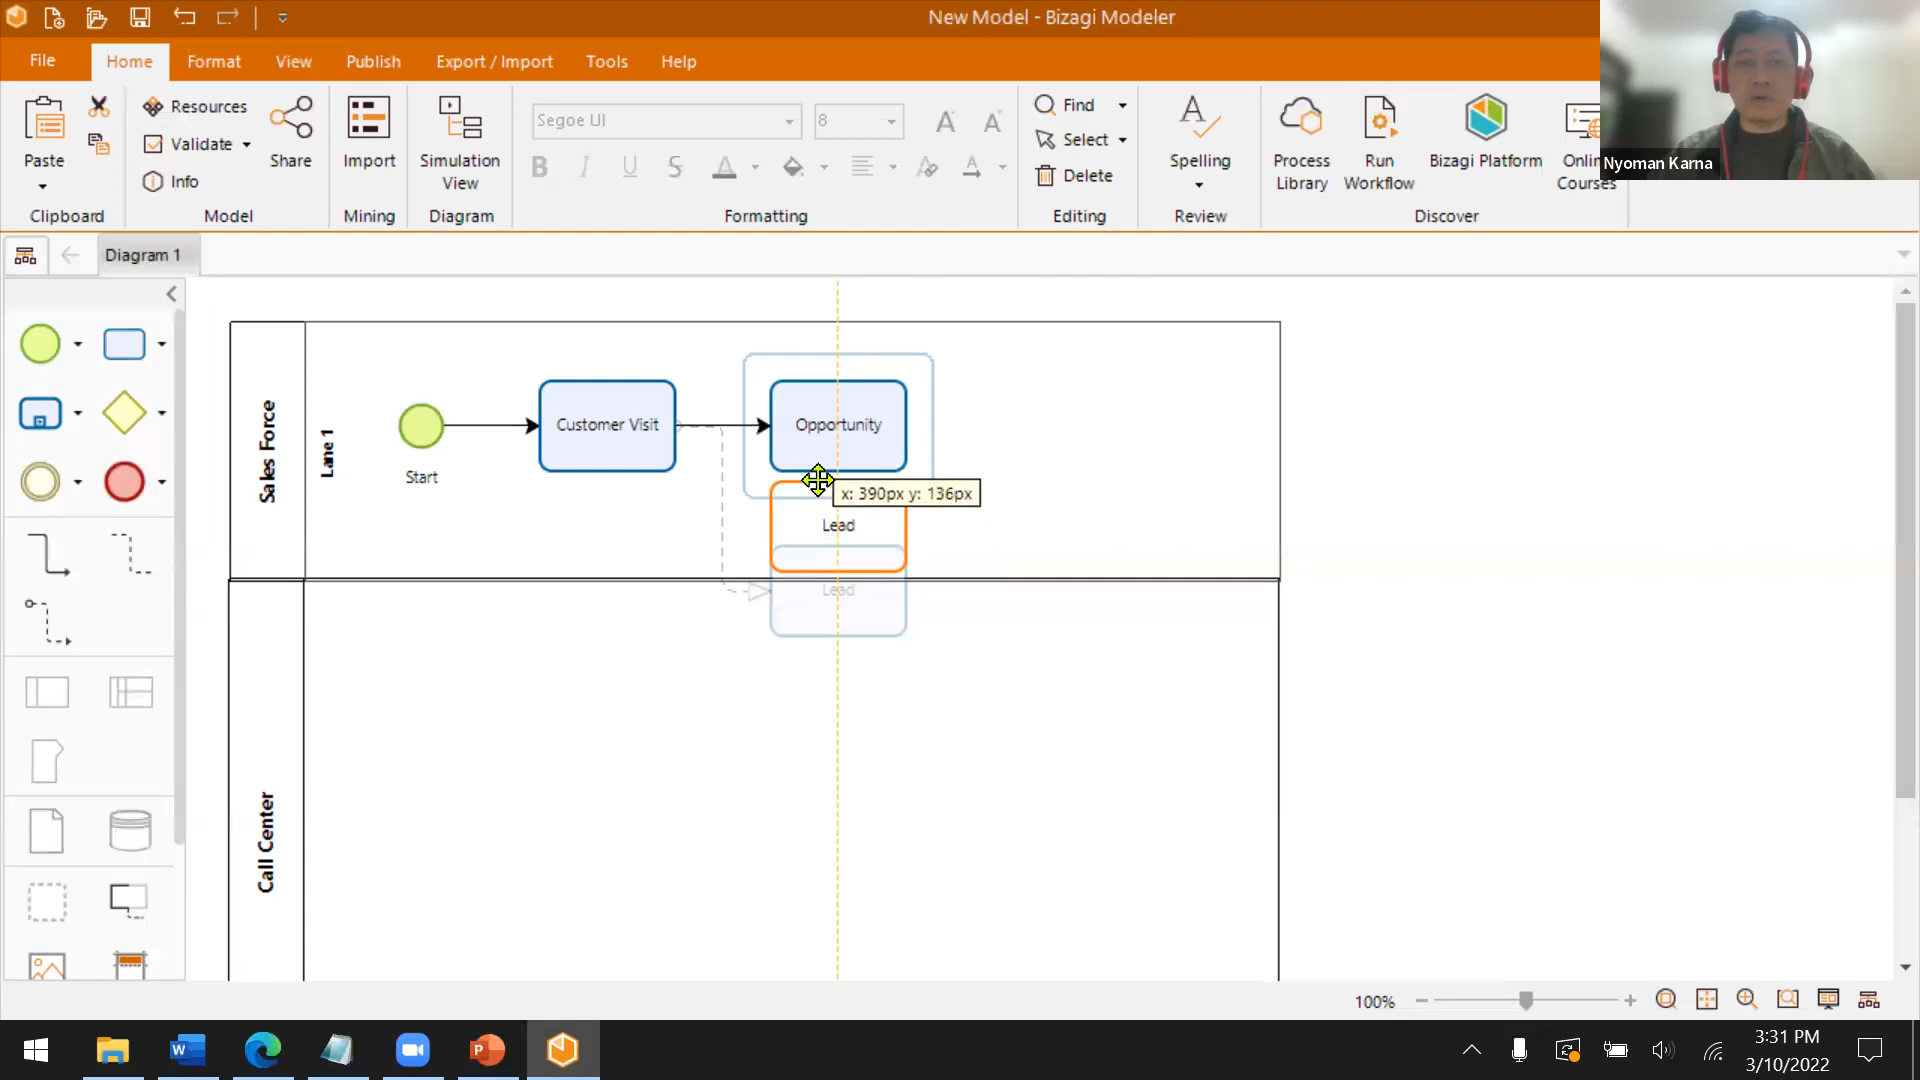 New Model - Bizagi Modeler
File
Home
Format
View
Publish
Export / Import
Tools
Help
Paste
Clipboard
Resources
Validate
Info
Share
Model
Import
Mining
Simulation
View
Diagram
Segoe UI
8
B I U S A
A A
Formatting
Find
Select
Delete
Editing
Spelling
Review
Process
Library
Run
Workflow
Bizagi Platform
Courses
Discover
Nyoman Karna
Diagram 1
Sales Force
Lane 1
Start
Customer Visit
Opportunity
x: 390px y: 136px
Lead
Lead
Call Center
100%
3:31 PM
3/10/2022